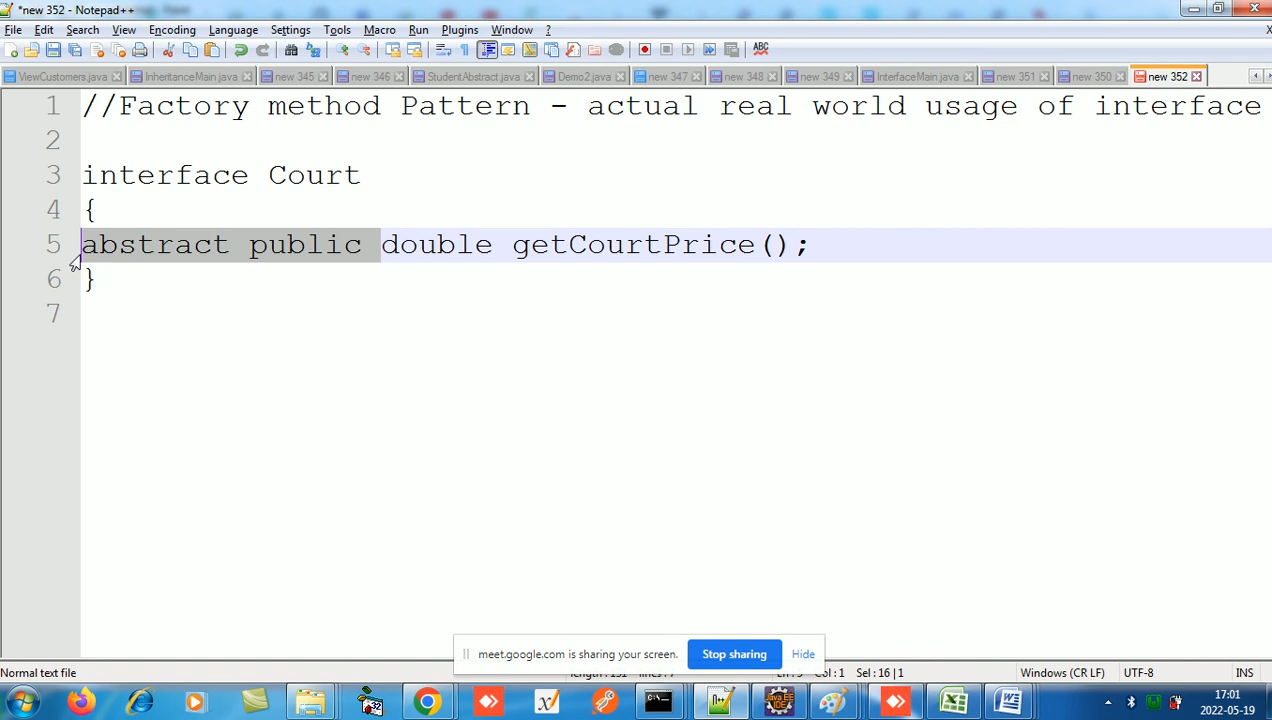 *new 352 - Notepad++
File Edit Search View Encoding Language Settings Tools Macro Run Plugins Window ?
X
ViewCustomers.java InheritanceMain.java new 345 new 346 StudentAbstract.java Demo2.java new 347 new 348 new 349 InterfaceMain.java new 351 new 350 new 352
1 //Factory method Pattern - actual real world usage of interface
2
3 interface Court
4 {
5 abstract public double getCourtPrice();
6 }
7
meet.google.com is sharing your screen. Stop sharing Hide
Normal text file Col : 1 Sel : 16 | 1 Windows (CR LF) UTF-8 INS
17:01
2022-05-19